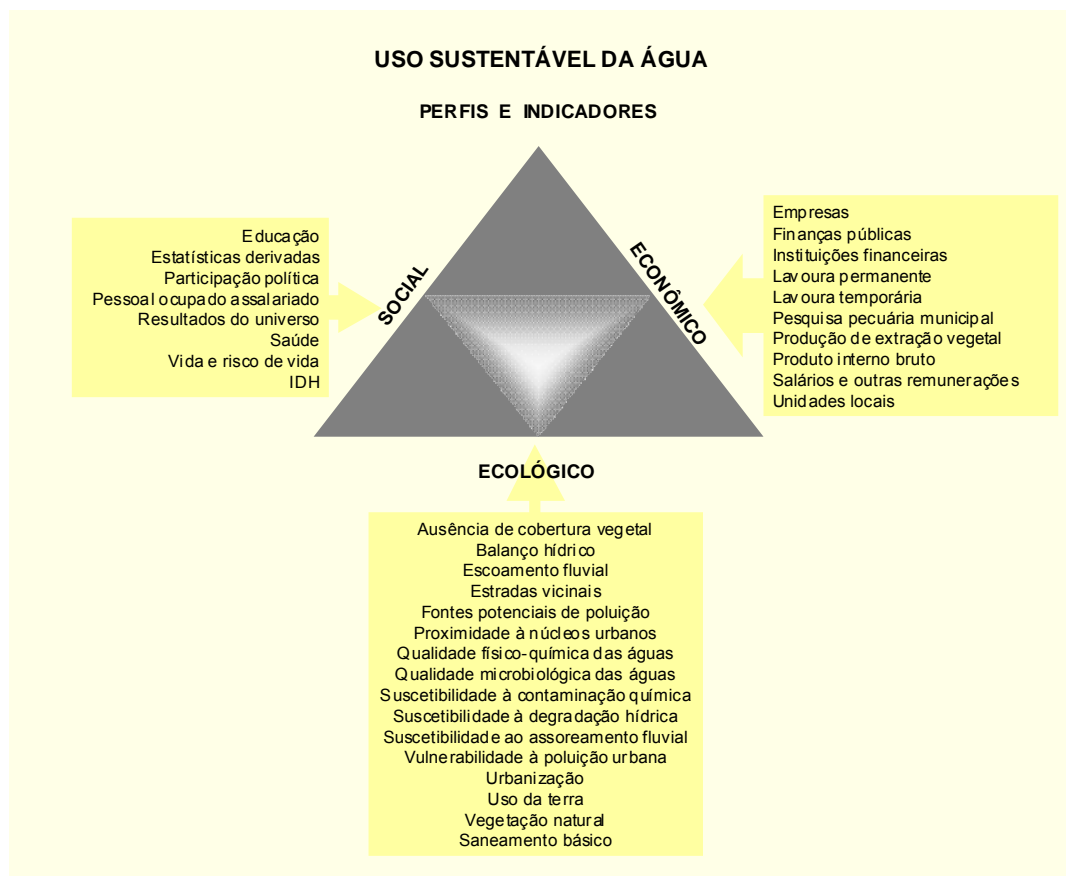 USO SUSTENTÁVEL DA ÁGUA
PERFIS E INDICADORES
Educação
Estatísticas derivadas
Participação política
Pessoal ocupado assalariado
Resultados do universo
Saúde
Vida e risco de vida
IDH
SOCIAL
ECONÔMICO
Empresas
Finanças públicas
Instituições financeiras
Lavoura permanente
Lavoura temporária
Pesquisa pecuária municipal
Produção de extração vegetal
Produto interno bruto
Salários e outras remunerações
Unidades locais
ECOLÓGICO
Ausência de cobertura vegetal
Balanço hídrico
Escoamento fluvial
Estradas vicinais
Fontes potenciais de poluição
Proximidade à núcleos urbanos
Qualidade físico-química das águas
Qualidade microbiológica das águas
Suscetibilidade à contaminação química
Suscetibilidade à degradação hídrica
Suscetibilidade ao assoreamento fluvial
Vulnerabilidade à poluição urbana
Urbanização
Uso da terra
Vegetação natural
Saneamento básico